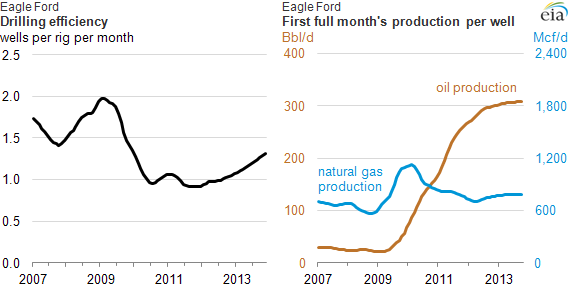 Eagle Ford
Drilling efficiency
wells per rig per month
2.5
2.0
1.5
1.0
0.5
0.0
2007 2009 2011 2013
Eagle Ford
First full month's production per well
eia
Bbl/d Mcf/d
400 2,400
oil production
300 1,800
natural gas
production
200 1,200
100 600
0 0
2007 2009 2011 2013